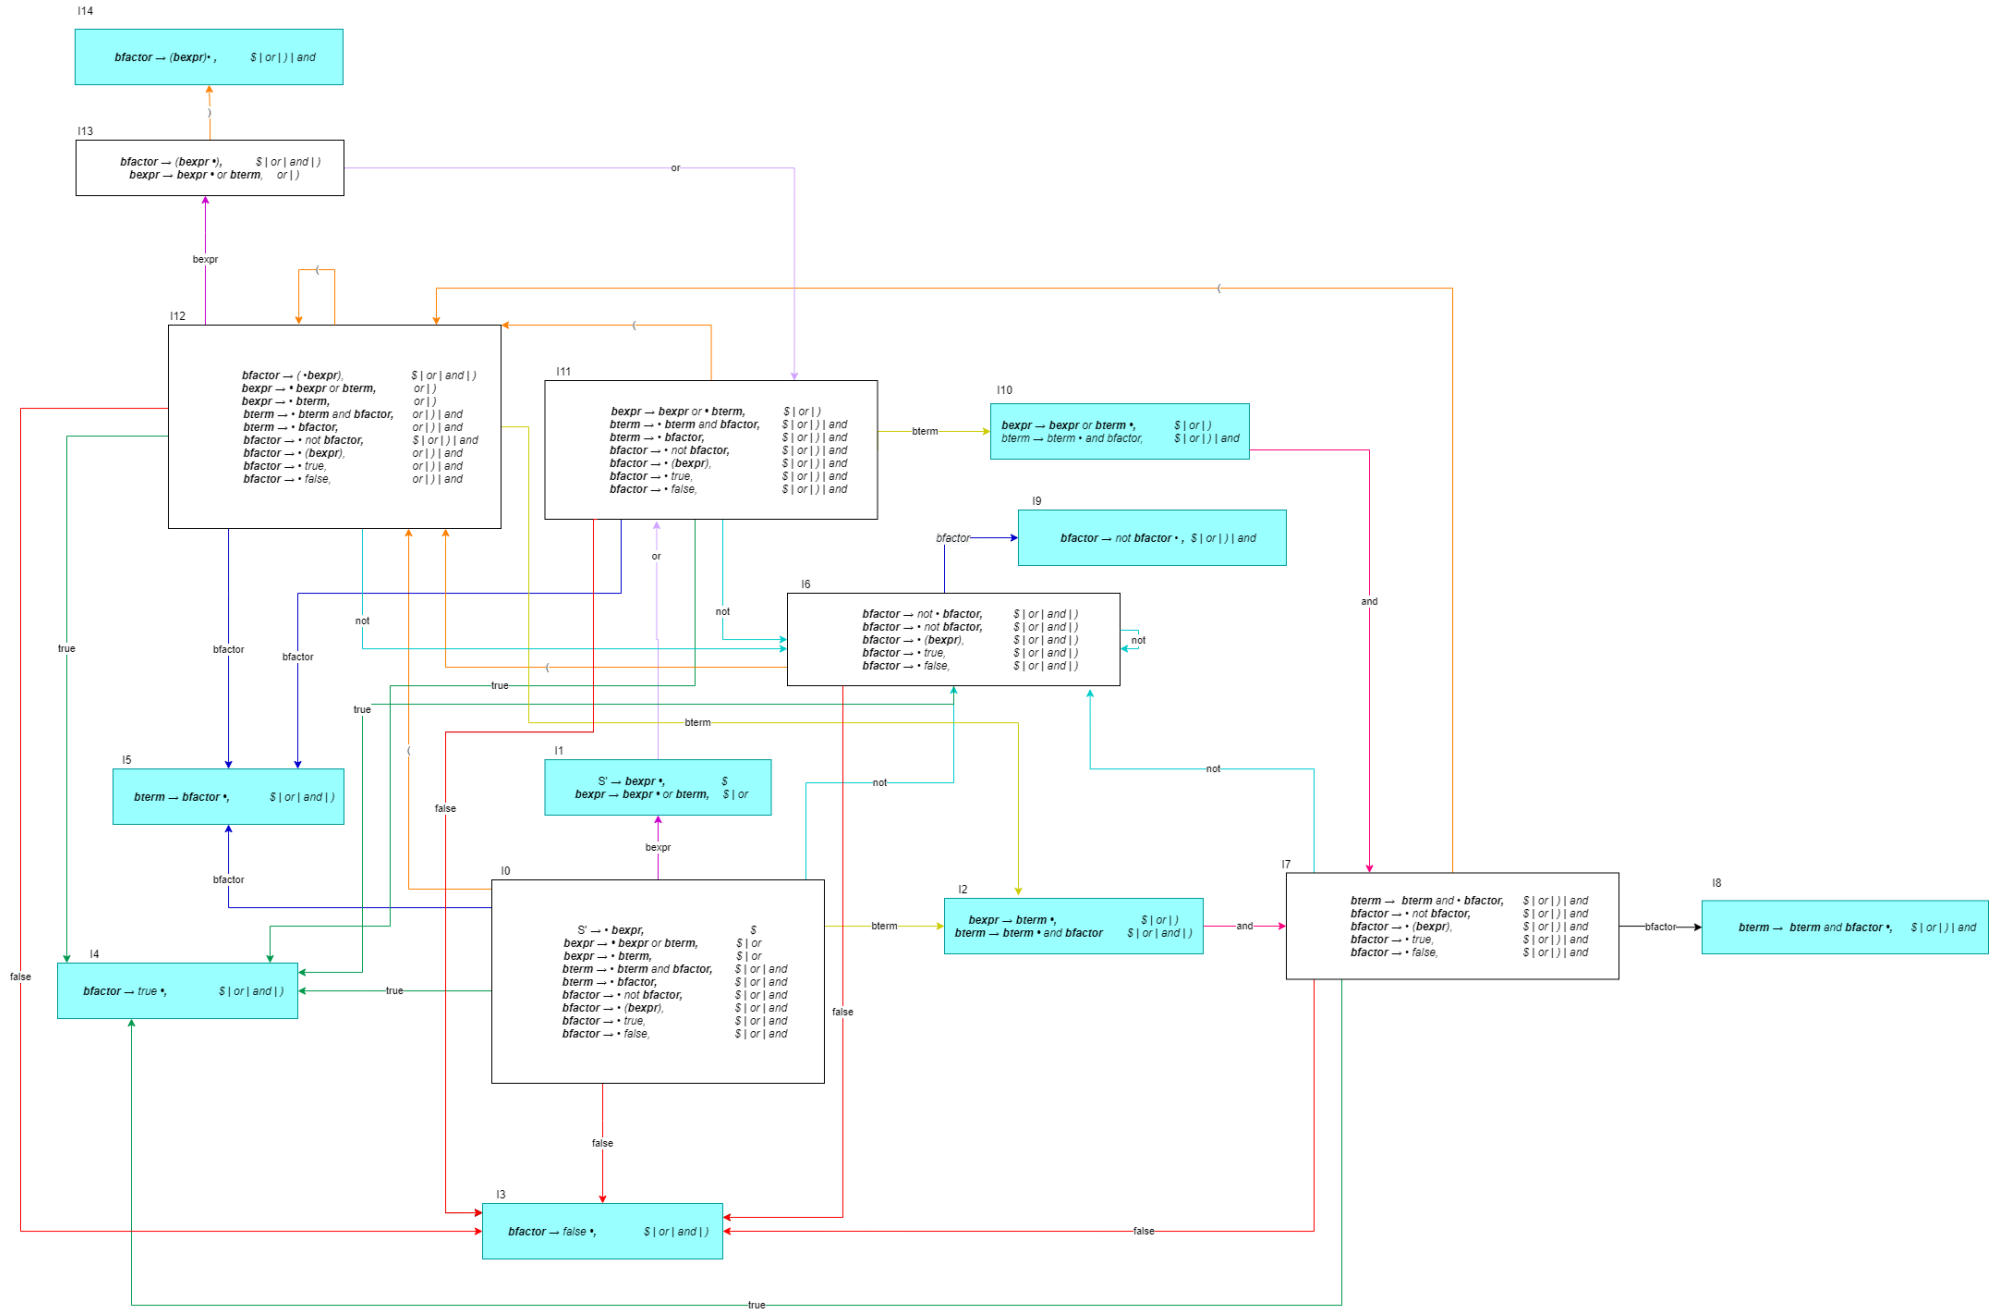 I14
bfactor → (bexpr)• , $ | or | ) | and
)
I13
bfactor → (bexpr •), $ | or | and | )
bexpr → bexpr • or bterm, or | )
or
bexpr
(
(
I12
(
bfactor → ( •bexpr), $ | or | and | )
bexpr → • bexpr or bterm, or | )
bexpr → • bterm, or | )
bterm → • bterm and bfactor, or | ) | and
bterm → • bfactor, or | ) | and
bfactor → • not bfactor, $ | or | ) | and
bfactor → • (bexpr), or | ) | and
bfactor → • true, or | ) | and
bfactor → • false, or | ) | and
I11
bexpr → bexpr or • bterm, $ | or | )
bterm → • bterm and bfactor, $ | or | ) | and
bterm → • bfactor, $ | or | ) | and
bfactor → • not bfactor, $ | or | ) | and
bfactor → • (bexpr), $ | or | ) | and
bfactor → • true, $ | or | ) | and
bfactor → • false, $ | or | ) | and
bterm
I10
bexpr → bexpr or bterm •, $ | or | )
bterm → bterm • and bfactor, $ | or | ) | and
I9
bfactor → not bfactor • , $ | or | ) | and
bfactor
or
and
I6
bfactor → not • bfactor, $ | or | and | )
bfactor → • not bfactor, $ | or | and | )
bfactor → • (bexpr), $ | or | and | )
bfactor → • true, $ | or | and | )
bfactor → • false, $ | or | and | )
not
not
not
true
bfactor
bfactor
(
true
true
bterm
(
I1
S' → bexpr •, $
bexpr → bexpr • or bterm, $ | or
I5
bterm → bfactor •, $ | or | and | )
not
not
false
bexpr
bfactor
I0
S' → • bexpr, $
bexpr → • bexpr or bterm, $ | or
bexpr → • bterm, $ | or
bterm → • bterm and bfactor, $ | or | and
bterm → • bfactor, $ | or | and
bfactor → • not bfactor, $ | or | and
bfactor → • (bexpr), $ | or | and
bfactor → • true, $ | or | and
bfactor → • false, $ | or | and
bterm
I2
bexpr → bterm •, $ | or | )
bterm → bterm • and bfactor $ | or | and | )
and
I7
bterm → bterm and • bfactor, $ | or | ) | and
bfactor → • not bfactor, $ | or | ) | and
bfactor → • (bexpr), $ | or | ) | and
bfactor → • true, $ | or | ) | and
bfactor → • false, $ | or | ) | and
bfactor
I8
bterm → bterm and bfactor •, $ | or | ) | and
I4
bfactor → true •, $ | or | and | )
false
true
false
false
I3
bfactor → false •, $ | or | and | )
false
true